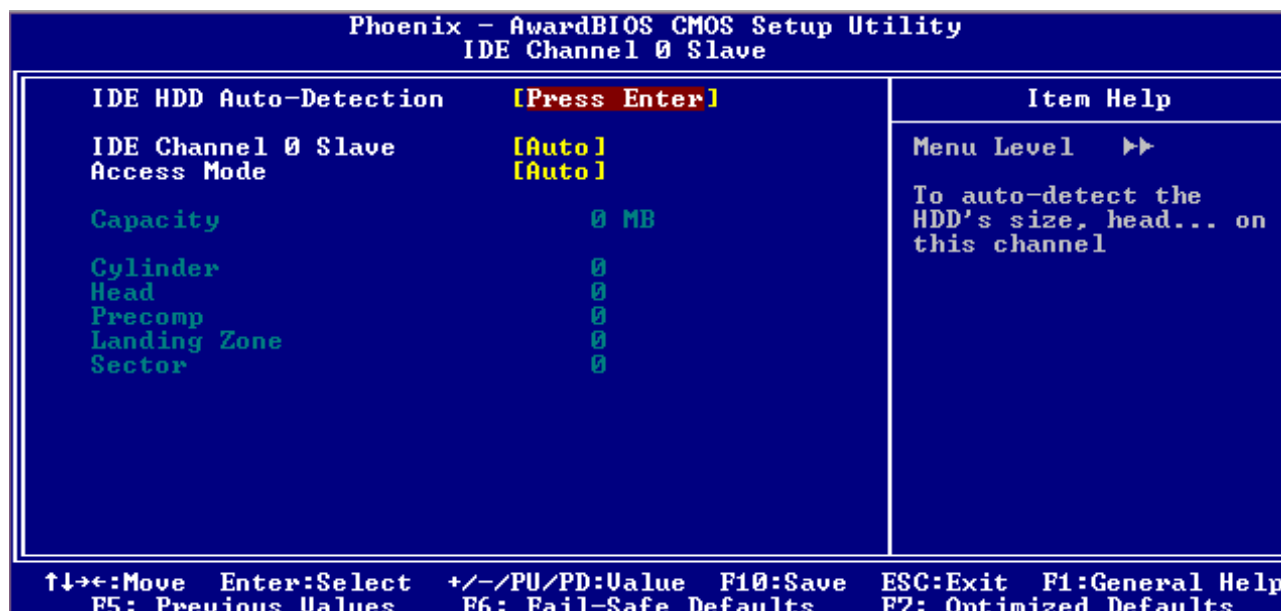 Phoenix - AwardBIOS CMOS Setup Utility
IDE Channel 0 Slave
IDE HDD Auto-Detection [Press Enter]
IDE Channel 0 Slave [Auto]
Access Mode [Auto]
Capacity 0 MB
Cylinder 0
Head 0
Precomp 0
Landing Zone 0
Sector 0
Item Help
Menu Level ►►
To auto-detect the
HDD's size, head... on
this channel
↑↓→←:Move Enter:Select +/-/PU/PD:Value F10:Save ESC:Exit F1:General Help
F5: Previous Values F6: Fail-Safe Defaults F7: Optimized Defaults